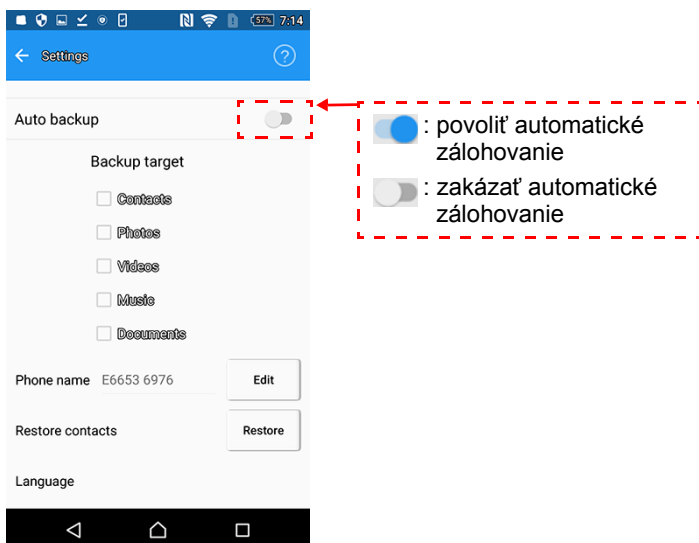 57% 7:14
Settings
?
Auto backup
Backup target
Contacts
Photos
Videos
Music
Documents
Phone name E6653 6976 Edit
Restore contacts Restore
Language
: povoliť automatické
zálohovanie
: zakázať automatické
zálohovanie